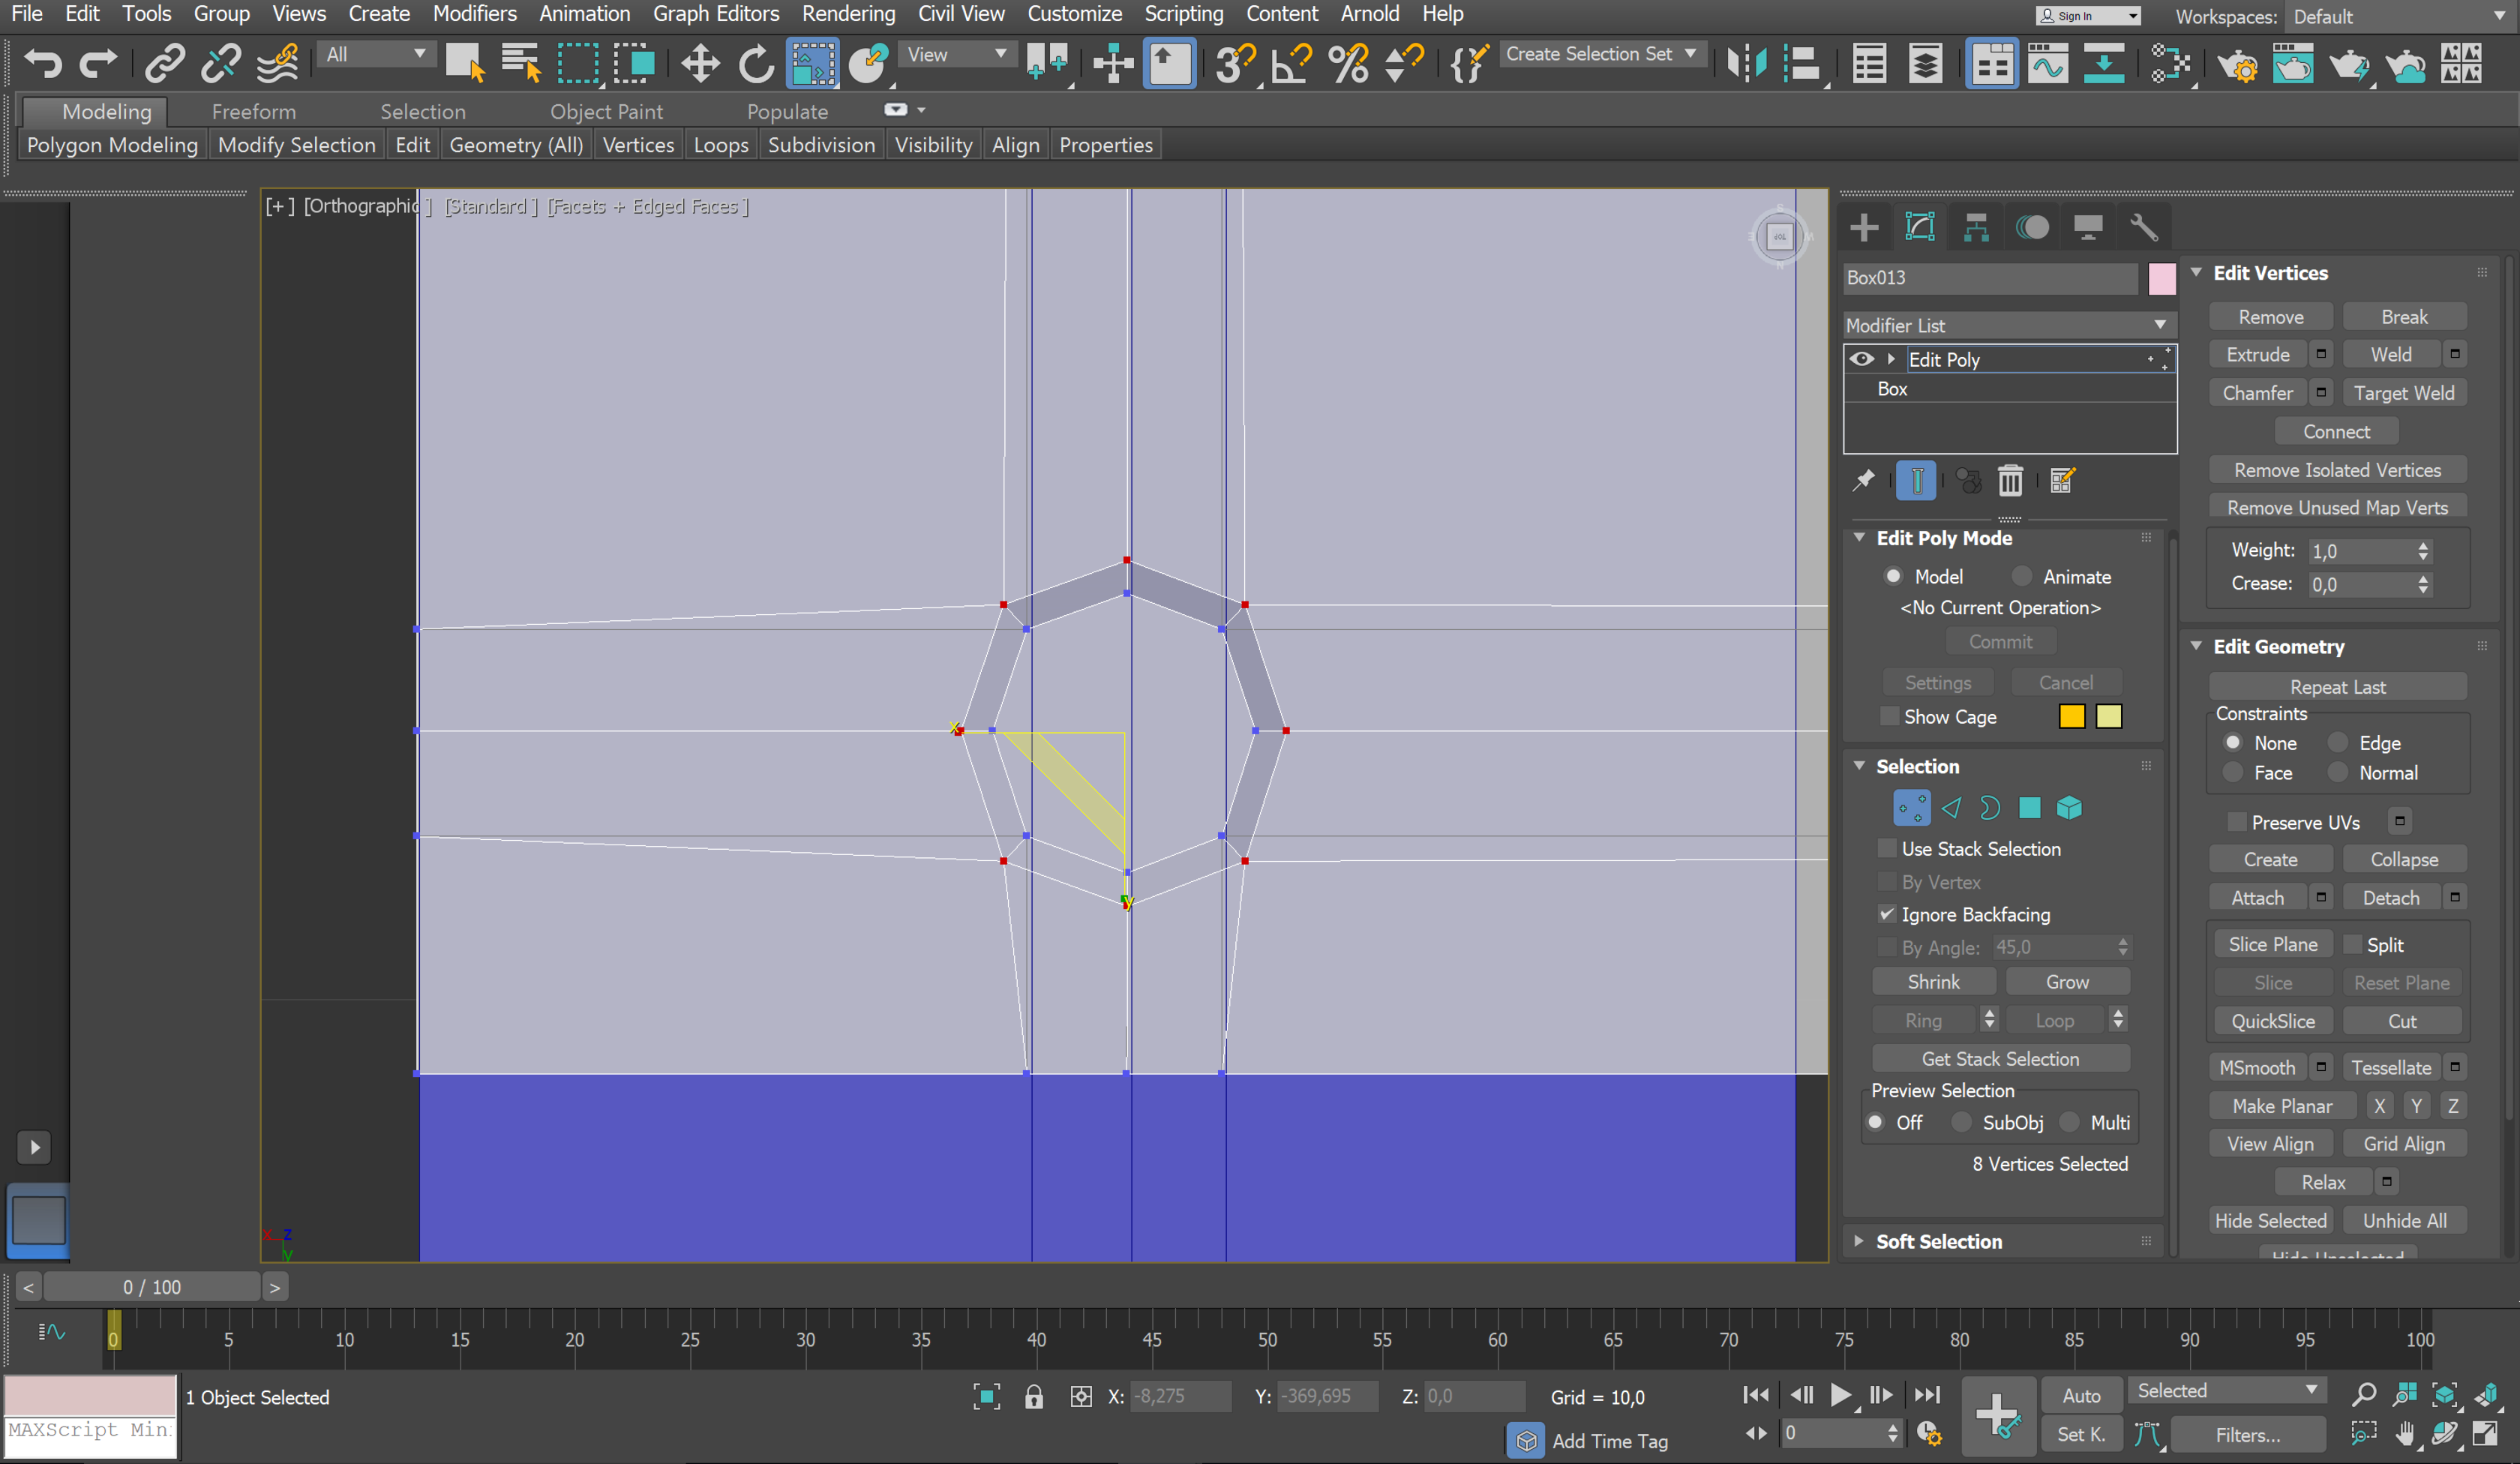 File Edit Tools Group Views Create Modifiers Animation Graph Editors Rendering Civil View Customize Scripting Content Arnold Help
Sign In Workspaces: Default
All View Create Selection Set
Modeling Freeform Selection Object Paint Populate
Polygon Modeling Modify Selection Edit Geometry (All) Vertices Loops Subdivision Visibility Align Properties
[+] [Orthographic] [Standard] [Facets + Edged Faces]
S
E TOP W
N
x
y
x z
y
Box013
Modifier List
Edit Poly
Box
Edit Poly Mode
Model Animate
<No Current Operation>
Commit
Settings Cancel
Show Cage
Selection
Use Stack Selection
By Vertex
Ignore Backfacing
By Angle: 45,0
Shrink Grow
Ring Loop
Get Stack Selection
Preview Selection
Off SubObj Multi
8 Vertices Selected
Soft Selection
Edit Vertices
Remove Break
Extrude Weld
Chamfer Target Weld
Connect
Remove Isolated Vertices
Remove Unused Map Verts
Weight: 1,0
Crease: 0,0
Edit Geometry
Repeat Last
Constraints
None Edge
Face Normal
Preserve UVs
Create Collapse
Attach Detach
Slice Plane Split
Slice Reset Plane
QuickSlice Cut
MSmooth Tessellate
Make Planar X Y Z
View Align Grid Align
Relax
Hide Selected Unhide All
Hide Unselected
< 0 / 100 >
0 5 10 15 20 25 30 35 40 45 50 55 60 65 70 75 80 85 90 95 100
1 Object Selected X: -8,275 Y: -369,695 Z: 0,0 Grid = 10,0 Auto Selected
MAXScript Min Add Time Tag 0 Set K. Filters...